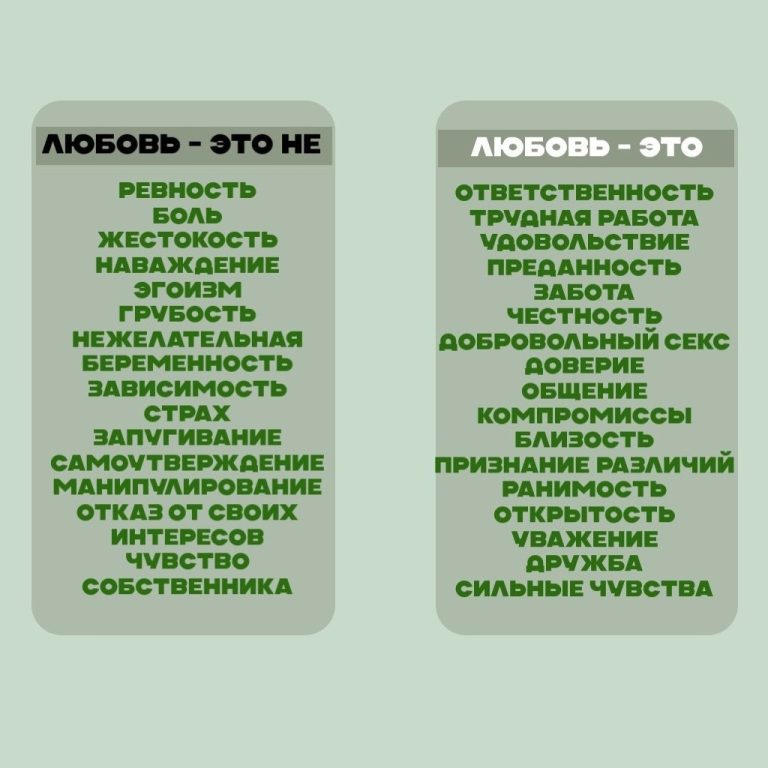 ЛЮБОВЬ - ЭТО НЕ
РЕВНОСТЬ
БОЛЬ
ЖЕСТОКОСТЬ
НАВАЖДЕНИЕ
ЭГОИЗМ
ГРУБОСТЬ
НЕЖЕЛАТЕЛЬНАЯ
БЕРЕМЕННОСТЬ
ЗАВИСИМОСТЬ
СТРАХ
ЗАПУГИВАНИЕ
САМОУТВЕРЖДЕНИЕ
МАНИПУЛИРОВАНИЕ
ОТКАЗ ОТ СВОИХ
ИНТЕРЕСОВ
ЧУВСТВО
СОБСТВЕННИКА
ЛЮБОВЬ - ЭТО
ОТВЕТСТВЕННОСТЬ
ТРУДНАЯ РАБОТА
УДОВОЛЬСТВИЕ
ПРЕДАННОСТЬ
ЗАБОТА
ЧЕСТНОСТЬ
ДОБРОВОЛЬНЫЙ СЕКС
ДОВЕРИЕ
ОБЩЕНИЕ
КОМПРОМИССЫ
БЛИЗОСТЬ
ПРИЗНАНИЕ РАЗЛИЧИЙ
РАНИМОСТЬ
ОТКРЫТОСТЬ
УВАЖЕНИЕ
ДРУЖБА
СИЛЬНЫЕ ЧУВСТВА